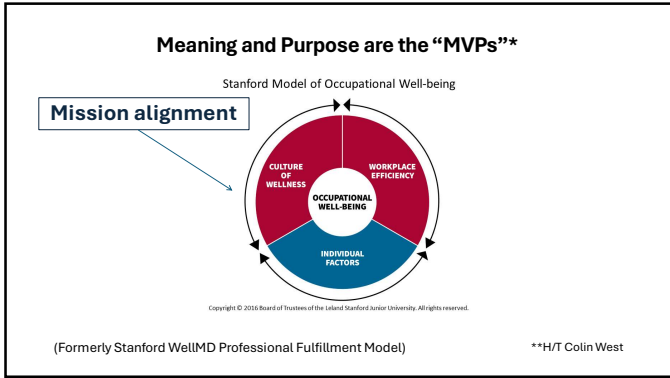 Meaning and Purpose are the “MVPs”*
Stanford Model of Occupational Well-being
Mission alignment
CULTURE
OF
WELLNESS
WORKPLACE
EFFICIENCY
OCCUPATIONAL
WELL-BEING
INDIVIDUAL
FACTORS
Copyright © 2016 Board of Trustees of the Leland Stanford Junior University. All rights reserved.
(Formerly Stanford WellMD Professional Fulfillment Model)
**H/T Colin West